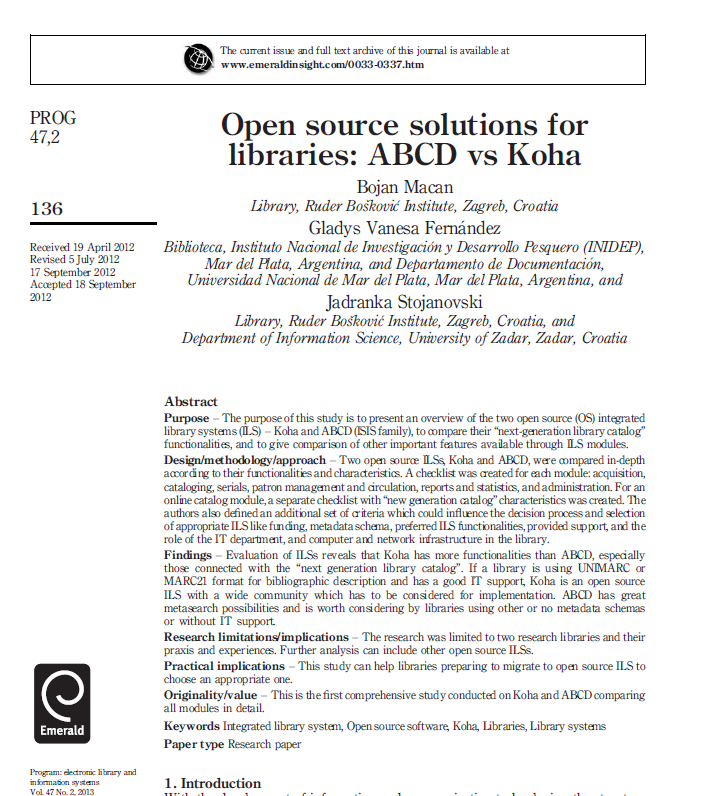 The current issue and full text archive of this journal is available at
www.emeraldinsight.com/0033-0337.htm
PROG
47,2
136
Received 19 April 2012
Revised 5 July 2012
17 September 2012
Accepted 18 September
2012
Open source solutions for
libraries: ABCD vs Koha
Bojan Macan
Library, Ruder Bošković Institute, Zagreb, Croatia
Gladys Vanesa Fernández
Biblioteca, Instituto Nacional de Investigación y Desarrollo Pesquero (INIDEP),
Mar del Plata, Argentina, and Departamento de Documentación,
Universidad Nacional de Mar del Plata, Mar del Plata, Argentina, and
Jadranka Stojanovski
Library, Ruder Bošković Institute, Zagreb, Croatia, and
Department of Information Science, University of Zadar, Zadar, Croatia
Abstract
Purpose – The purpose of this study is to present an overview of the two open source (OS) integrated
library systems (ILS) – Koha and ABCD (ISIS family), to compare their “next-generation library catalog”
functionalities, and to give comparison of other important features available through ILS modules.
Design/methodology/approach – Two open source ILSs, Koha and ABCD, were compared in-depth
according to their functionalities and characteristics. A checklist was created for each module: acquisition,
cataloging, serials, patron management and circulation, reports and statistics, and administration. For an
online catalog module, a separate checklist with “new generation catalog” characteristics was created. The
authors also defined an additional set of criteria which could influence the decision process and selection
of appropriate ILS like funding, metadata schema, preferred ILS functionalities, provided support, and the
role of the IT department, and computer and network infrastructure in the library.
Findings – Evaluation of ILSs reveals that Koha has more functionalities than ABCD, especially
those connected with the “next generation library catalog”. If a library is using UNIMARC or
MARC21 format for bibliographic description and has a good IT support, Koha is an open source
ILS with a wide community which has to be considered for implementation. ABCD has great
metasearch possibilities and is worth considering by libraries using other or no metadata schemas
or without IT support.
Research limitations/implications – The research was limited to two research libraries and their
praxis and experiences. Further analysis can include other open source ILSs.
Practical implications – This study can help libraries preparing to migrate to open source ILS to
choose an appropriate one.
Originality/value – This is the first comprehensive study conducted on Koha and ABCD comparing
all modules in detail.
Keywords Integrated library system, Open source software, Koha, Libraries, Library systems
Paper type Research paper
Emerald
Program: electronic library and
information systems
Vol. 47 No. 2, 2013
1. Introduction